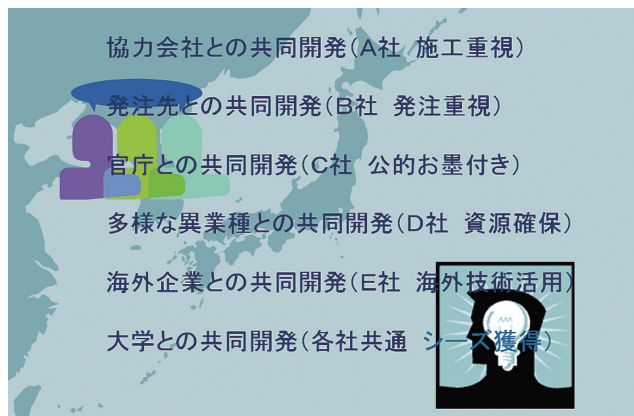 協力会社との共同開発(A社 施工重視)
発注先との共同開発(B社 発注重視)
官庁との共同開発(C社 公的お墨付き)
多様な異業種との共同開発(D社 資源確保)
海外企業との共同開発(E社 海外技術活用)
大学との共同開発(各社共通 シーズ獲得)